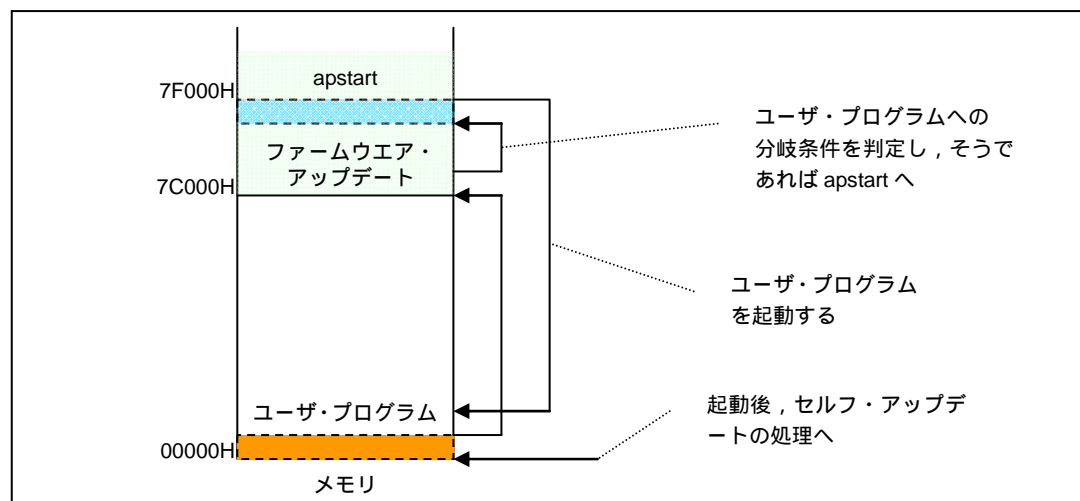 apstart
7F000H
ファームウエア・
アップデート
7C000H
ユーザ・プログラムへの
分岐条件を判定し，そうで
あれば apstart へ
ユーザ・プログラム
を起動する
ユーザ・プログラム
00000H
起動後，セルフ・アップデ
ートの処理へ
メモリ